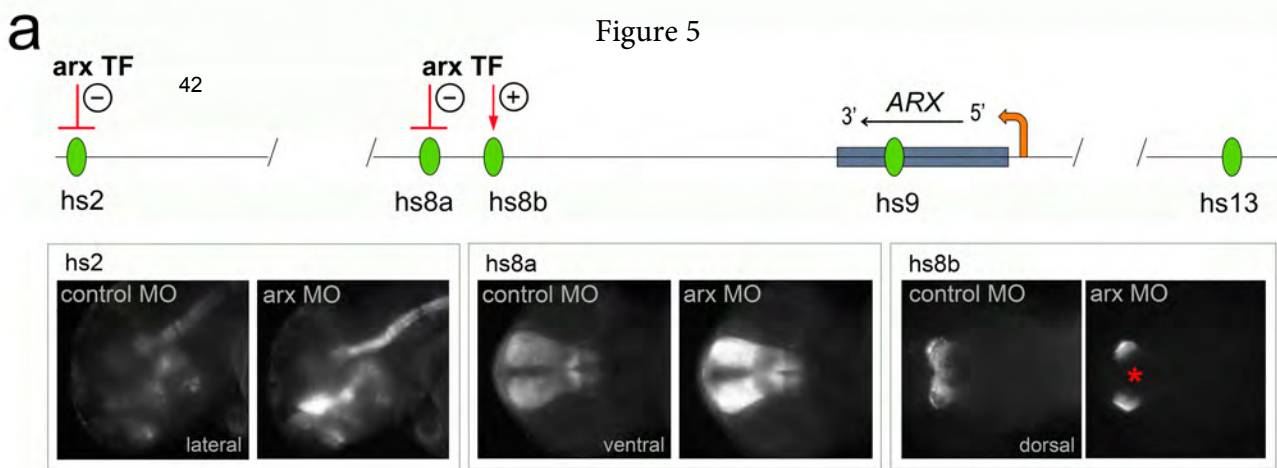 a
Figure 5
arx TF
42
arx TF
−
−
+
3' ARX 5'
hs2
hs8a
hs8b
hs9
hs13
hs2
control MO
arx MO
lateral
hs8a
control MO
arx MO
ventral
hs8b
control MO
arx MO
*
dorsal